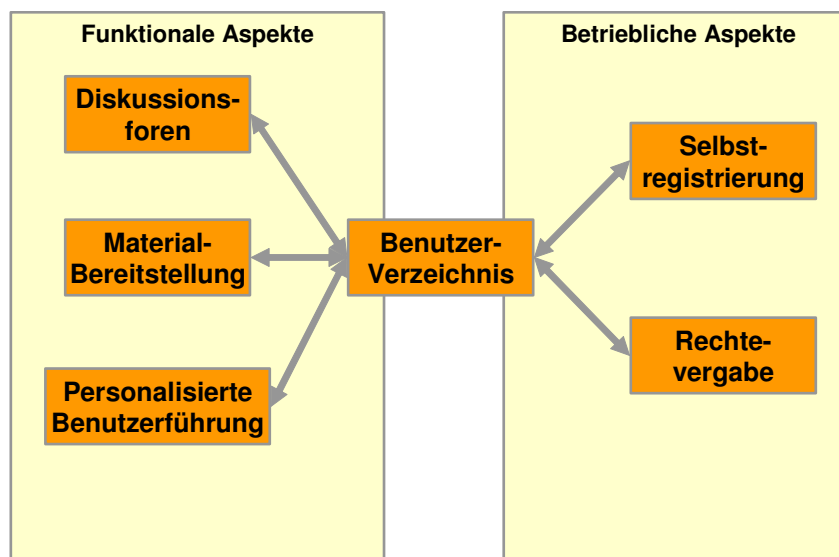 Funktionale Aspekte
Diskussions-
foren
Material-
Bereitstellung
Personalisierte
Benutzerführung
Benutzer-
Verzeichnis
Betriebliche Aspekte
Selbst-
registrierung
Rechte-
vergabe